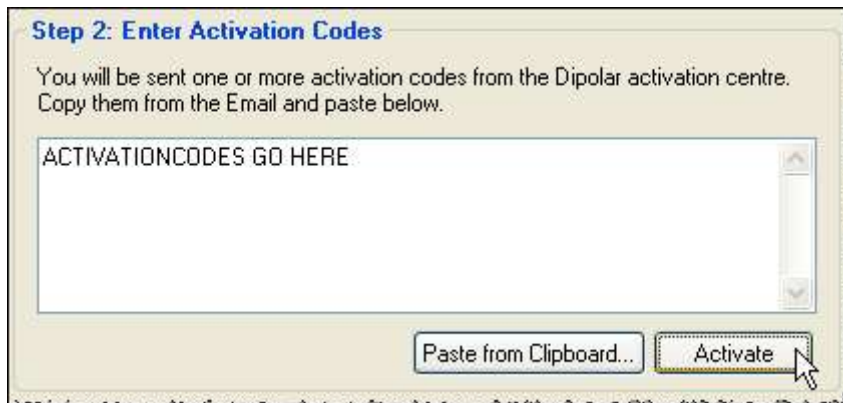 Step 2: Enter Activation Codes
You will be sent one or more activation codes from the Dipolar activation centre.
Copy them from the Email and paste below.
ACTIVATIONCODES GO HERE
Paste from Clipboard...
Activate